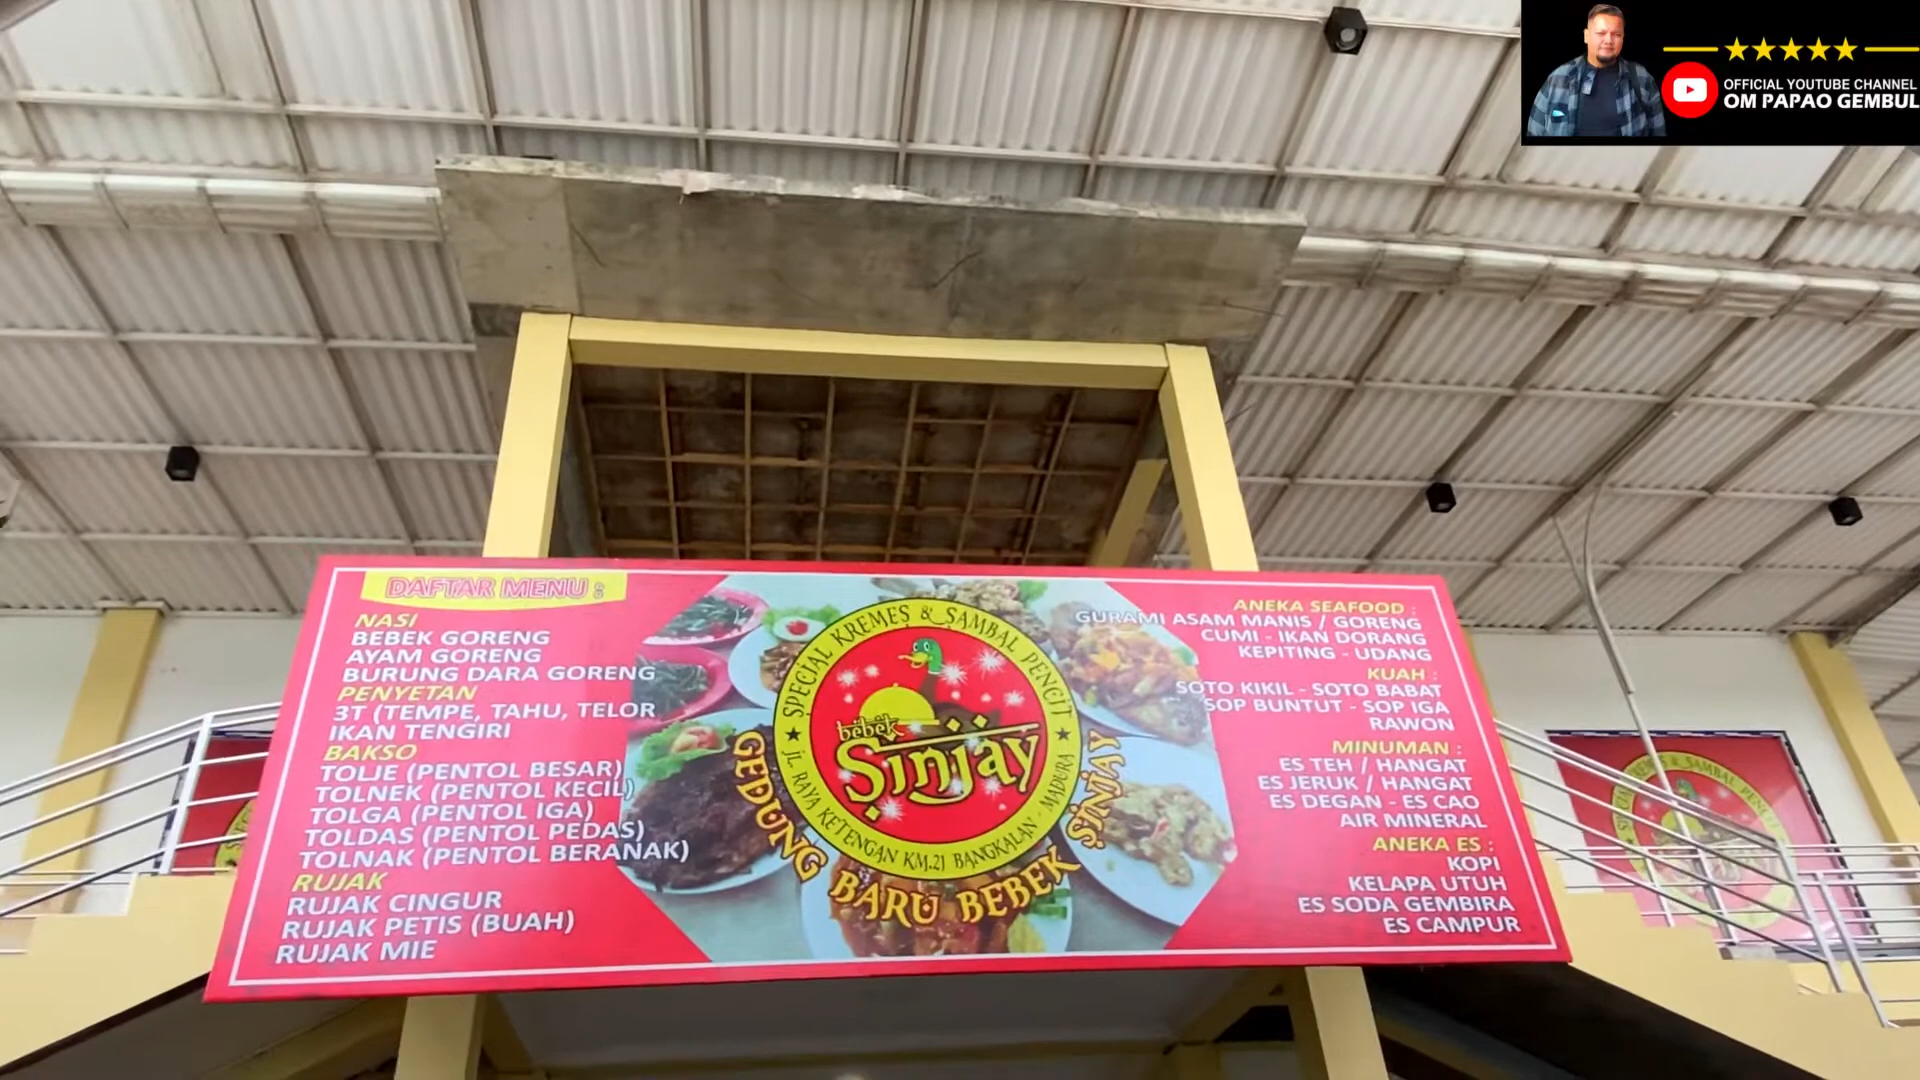 OFFICIAL YOUTUBE CHANNEL
OM PAPAO GEMBUL
DAFTAR MENU :
NASI
BEBEK GORENG
AYAM GORENG
BURUNG DARA GORENG
PENYETAN
3T (TEMPE, TAHU, TELOR
IKAN TENGIRI
BAKSO
TOLJE (PENTOL BESAR)
TOLNEK (PENTOL KECIL)
TOLGA (PENTOL IGA)
TOLDAS (PENTOL PEDAS)
TOLNAK (PENTOL BERANAK)
RUJAK
RUJAK CINGUR
RUJAK PETIS (BUAH)
RUJAK MIE
SPECIAL KREMES & SAMBAL PENCIT
bebek
Sinjay
JL. RAYA KETENGAN KM.21 BANGKALAN - MADURA
GEDUNG BARU BEBEK SINJAY
ANEKA SEAFOOD :
GURAMI ASAM MANIS / GORENG
CUMI - IKAN DORANG
KEPITING - UDANG
KUAH :
SOTO KIKIL - SOTO BABAT
SOP BUNTUT - SOP IGA
RAWON
MINUMAN :
ES TEH / HANGAT
ES JERUK / HANGAT
ES DEGAN - ES CAO
AIR MINERAL
ANEKA ES :
KOPI
KELAPA UTUH
ES SODA GEMBIRA
ES CAMPUR